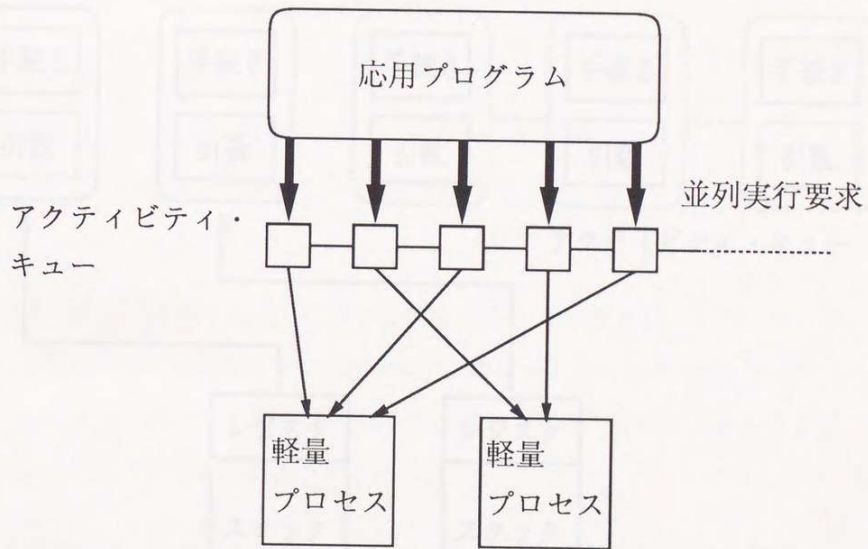 応用プログラム
並列実行要求
アクティビティ・
キュー
軽量
プロセス
軽量
プロセス